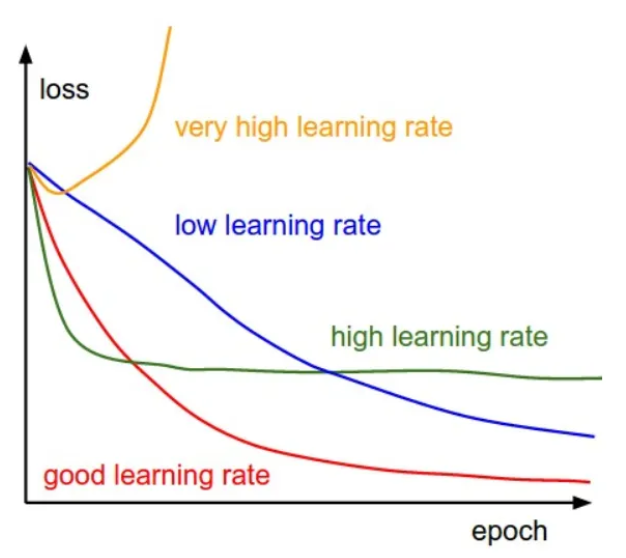 loss
very high learning rate
low learning rate
high learning rate
good learning rate
epoch